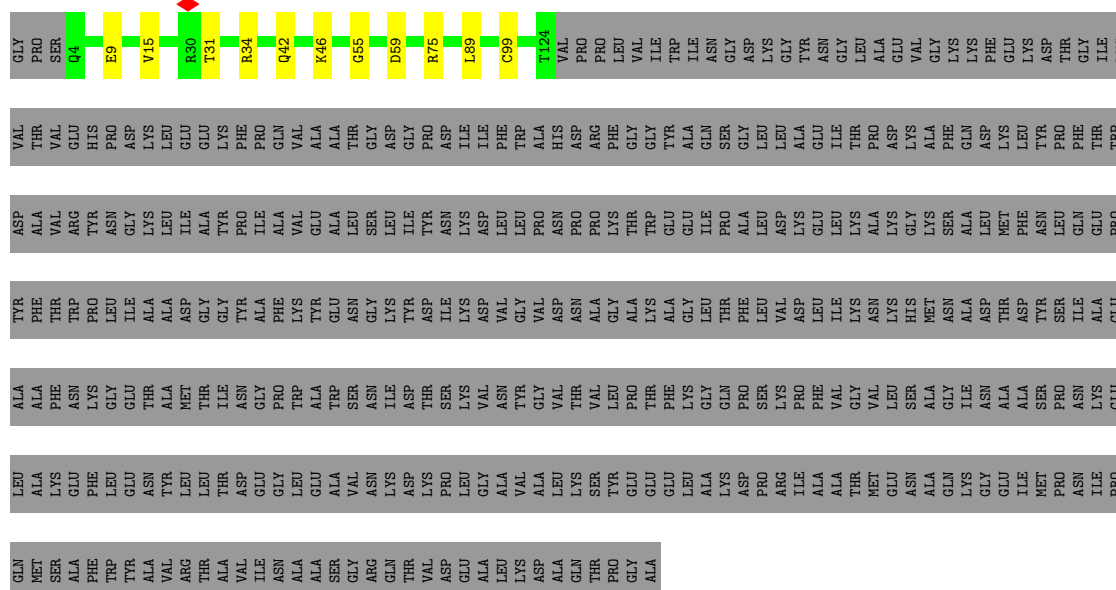 GLY PRO SER Q4 E9 V15 R30 T31 R34 Q42 K46 G55 D59 R75 L89 C99 T124 VAL PRO PRO LEU VAL ILE TRP ILE ASN GLY ASP LYS GLY TYR ASN GLY LEU ALA GLU VAL GLY LYS LYS PHE GLU LYS ASP THR GLY ILE
VAL THR VAL GLU HIS PRO ASP LYS LEU GLU GLU LYS PHE PRO GLN VAL ALA ALA THR GLY ASP GLY PRO ASP ILE ILE PHE TRP ALA HIS ASP ARG PHE GLY GLY TYR ALA GLN SER GLY LEU LEU ALA GLU ILE THR PRO ASP LYS ALA PHE GLN ASP LYS LEU TYR PRO PHE THR TRP
ASP ALA VAL ARG TYR ASN GLY LYS LEU ILE ALA TYR PRO ILE ALA VAL GLU ALA LEU SER LEU ILE TYR ASN LYS ASP LEU LEU PRO ASN PRO PRO LYS THR TRP GLU GLU ILE PRO ALA LEU ASP LYS GLU LEU LYS ALA LYS GLY LYS SER ALA LEU MET PHE ASN LEU GLN GLU PRO
TYR PHE THR TRP PRO LEU ILE ALA ALA ASP GLY GLY TYR ALA PHE LYS TYR GLU ASN GLY LYS TYR ASP ILE LYS ASP VAL GLY VAL ASP ASN ALA GLY ALA LYS ALA GLY LEU THR PHE LEU VAL ASP LEU ILE LYS ASN LYS HIS MET ASN ALA ASP THR ASP TYR SER ILE ALA GLU
ALA ALA PHE ASN LYS GLY GLU THR ALA MET THR ILE ASN GLY PRO TRP ALA TRP SER ASN ILE ASP THR SER LYS VAL ASN TYR GLY VAL THR VAL LEU PRO THR PHE LYS GLY GLN PRO SER LYS PRO PHE VAL GLY VAL LEU SER ALA GLY ILE ASN ALA ALA SER PRO ASN LYS GLU
LEU ALA LYS GLU PHE LEU GLU ASN TYR LEU LEU THR ASP GLU GLY LEU GLU ALA VAL ASN LYS ASP LYS PRO LEU GLY ALA VAL ALA LEU LYS SER TYR GLU GLU GLU LEU ALA LYS ASP PRO ARG ILE ALA ALA THR MET GLU ASN ALA GLN LYS GLY GLU ILE MET PRO ASN ILE PRO
GLN MET SER ALA PHE TRP TYR ALA VAL ARG THR ALA VAL ILE ASN ALA ALA SER GLY ARG GLN THR VAL ASP GLU ALA LEU LYS ASP ALA GLN THR PRO GLY ALA